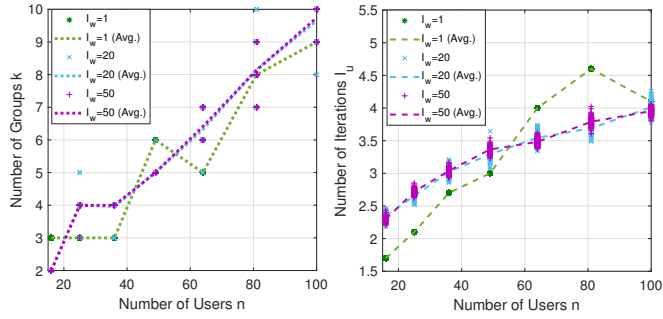 10
9
8
7
6
5
4
3
2
20
40
60
80
100
Number of Users n
Number of Groups k
I_w=1
I_w=1 (Avg.)
I_w=20
I_w=20 (Avg.)
I_w=50
I_w=50 (Avg.)
5.5
5
4.5
4
3.5
3
2.5
2
1.5
20
40
60
80
100
Number of Users n
Number of Iterations I_u
I_w=1
I_w=1 (Avg.)
I_w=20
I_w=20 (Avg.)
I_w=50
I_w=50 (Avg.)